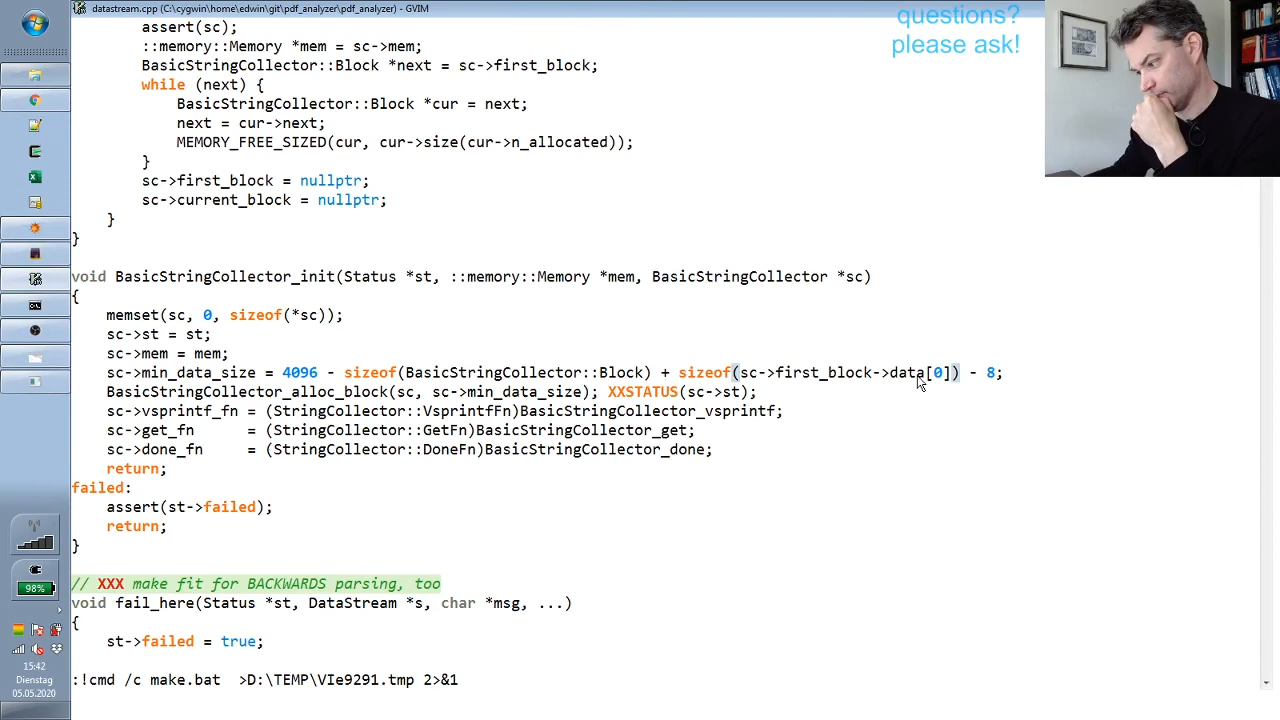 datastream.cpp (C:\cygwin\home\edwin\git\pdf_analyzer\pdf_analyzer) - GVIM
questions?
please ask!
assert(sc);
::memory::Memory *mem = sc->mem;
BasicStringCollector::Block *next = sc->first_block;
while (next) {
BasicStringCollector::Block *cur = next;
next = cur->next;
MEMORY_FREE_SIZED(cur, cur->size(cur->n_allocated));
}
sc->first_block = nullptr;
sc->current_block = nullptr;
}
}
void BasicStringCollector_init(Status *st, ::memory::Memory *mem, BasicStringCollector *sc)
{
memset(sc, 0, sizeof(*sc));
sc->st = st;
sc->mem = mem;
sc->min_data_size = 4096 - sizeof(BasicStringCollector::Block) + sizeof(sc->first_block->data[0]) - 8;
BasicStringCollector_alloc_block(sc, sc->min_data_size); XXSTATUS(sc->st);
sc->vsprintf_fn = (StringCollector::VsprintfFn)BasicStringCollector_vsprintf;
sc->get_fn     = (StringCollector::GetFn)BasicStringCollector_get;
sc->done_fn    = (StringCollector::DoneFn)BasicStringCollector_done;
return;
failed:
assert(st->failed);
return;
}
// XXX make fit for BACKWARDS parsing, too
void fail_here(Status *st, DataStream *s, char *msg, ...)
{
st->failed = true;
:!cmd /c make.bat  >D:\TEMP\VIe9291.tmp 2>&1
98%
15:42
Dienstag
05.05.2020